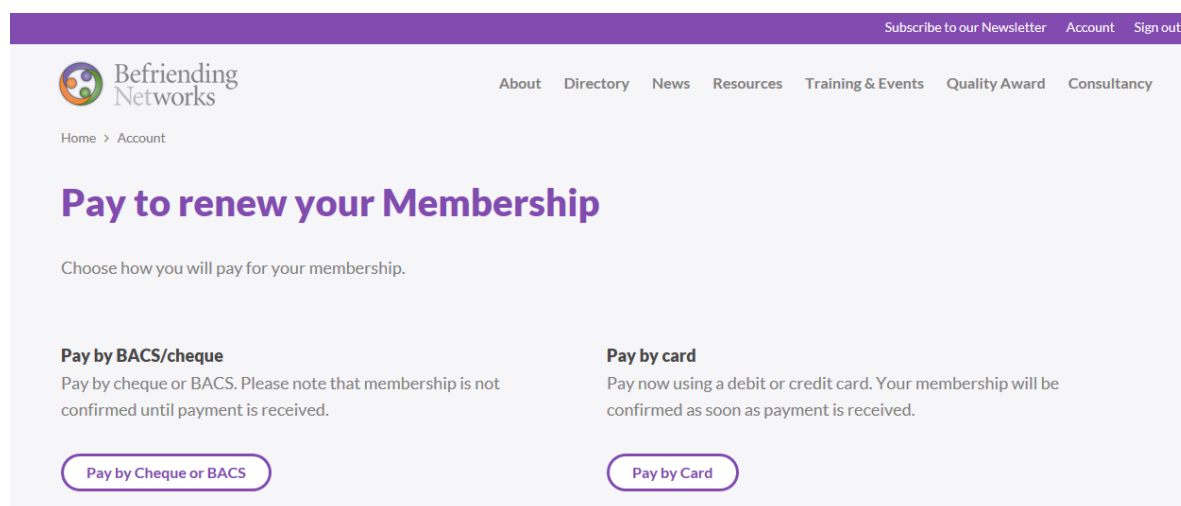 Subscribe to our Newsletter Account Sign out
Befriending
Networks
About Directory News Resources Training & Events Quality Award Consultancy
Home > Account
Pay to renew your Membership
Choose how you will pay for your membership.
Pay by BACS/cheque
Pay by cheque or BACS. Please note that membership is not
confirmed until payment is received.
Pay by Cheque or BACS
Pay by card
Pay now using a debit or credit card. Your membership will be
confirmed as soon as payment is received.
Pay by Card